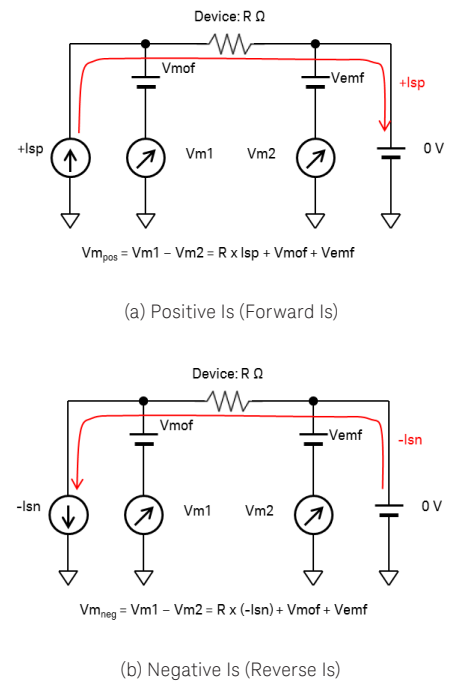 Device: R Ω
Vmof
Vemf
+Isp
+Isp
Vm1
Vm2
0 V
Vmpos = Vm1 – Vm2 = R x Isp + Vmof + Vemf
(a) Positive Is (Forward Is)
Device: R Ω
Vmof
Vemf
-Isn
-Isn
Vm1
Vm2
0 V
Vmneg = Vm1 – Vm2 = R x (-Isn) + Vmof + Vemf
(b) Negative Is (Reverse Is)